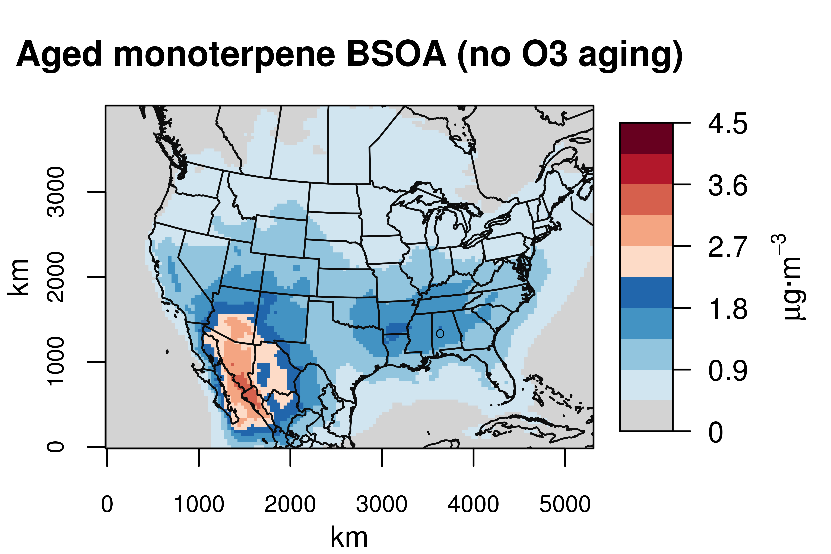 Aged monoterpene BSOA (no O3 aging)
4.5
3.6
2.7
1.8
0.9
0
µg·m⁻³
3000
2000
1000
0
km
0 1000 2000 3000 4000 5000
km